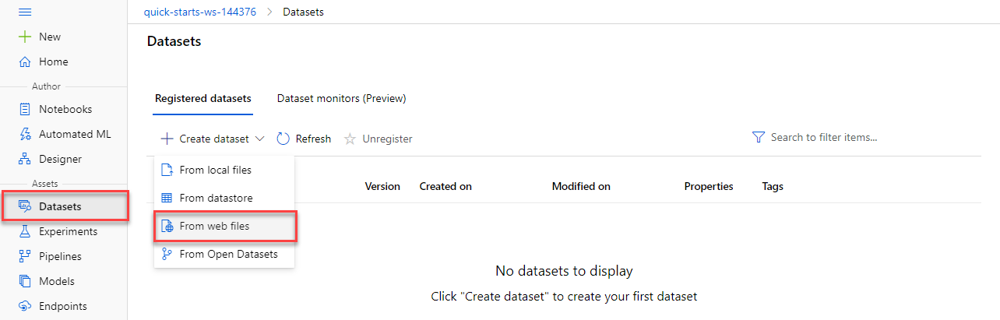 quick-starts-ws-144376 > Datasets
New
Home
Author
Notebooks
Automated ML
Designer
Assets
Datasets
Experiments
Pipelines
Models
Endpoints
Datasets
Registered datasets Dataset monitors (Preview)
Create dataset Refresh Unregister Search to filter items...
From local files
From datastore
From web files
From Open Datasets
Version Created on Modified on Properties Tags
No datasets to display
Click "Create dataset" to create your first dataset